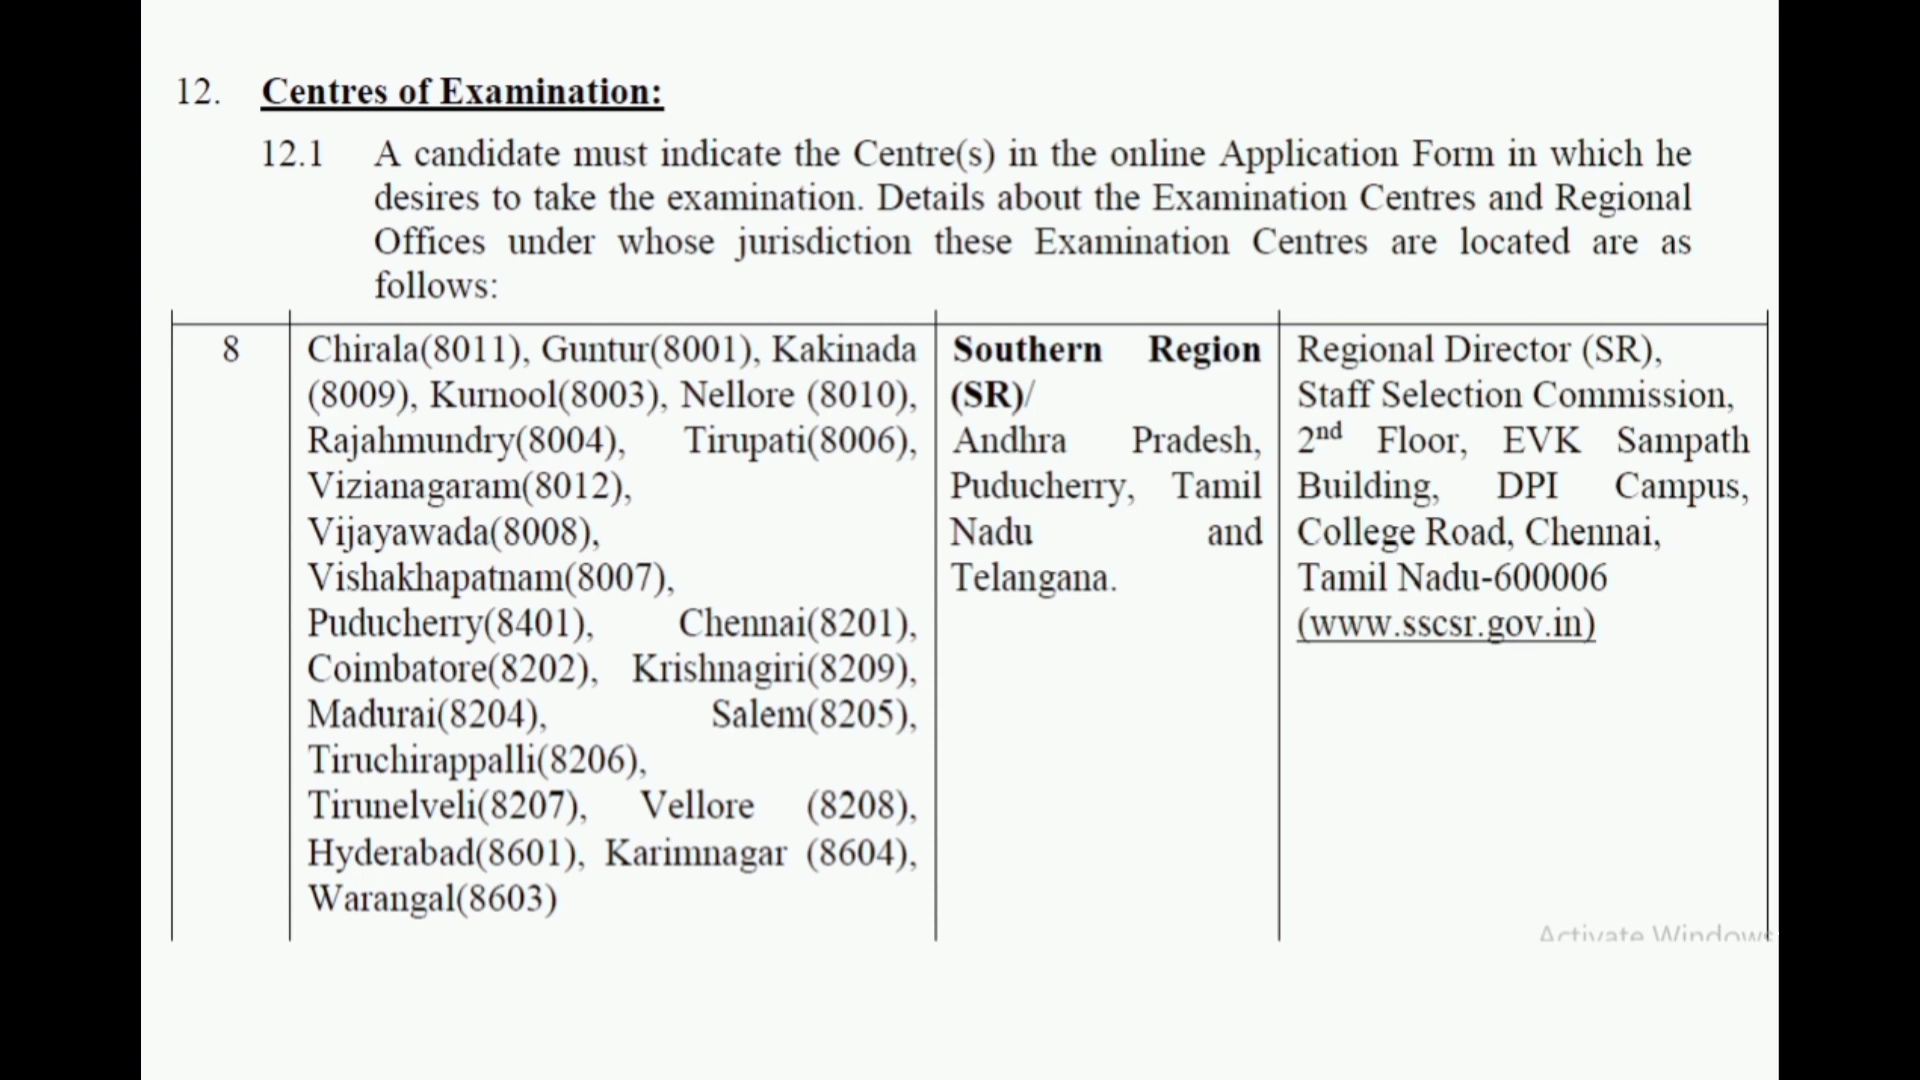 12. Centres of Examination:
12.1 A candidate must indicate the Centre(s) in the online Application Form in which he
desires to take the examination. Details about the Examination Centres and Regional
Offices under whose jurisdiction these Examination Centres are located are as
follows:
8
Chirala(8011), Guntur(8001), Kakinada
(8009), Kurnool(8003), Nellore (8010),
Rajahmundry(8004), Tirupati(8006),
Vizianagaram(8012),
Vijayawada(8008),
Vishakhapatnam(8007),
Puducherry(8401), Chennai(8201),
Coimbatore(8202), Krishnagiri(8209),
Madurai(8204), Salem(8205),
Tiruchirappalli(8206),
Tirunelveli(8207), Vellore (8208),
Hyderabad(8601), Karimnagar (8604),
Warangal(8603)
Southern Region
(SR)/
Andhra Pradesh,
Puducherry, Tamil
Nadu and
Telangana.
Regional Director (SR),
Staff Selection Commission,
2nd Floor, EVK Sampath
Building, DPI Campus,
College Road, Chennai,
Tamil Nadu-600006
(www.sscsr.gov.in)
Activate Windows